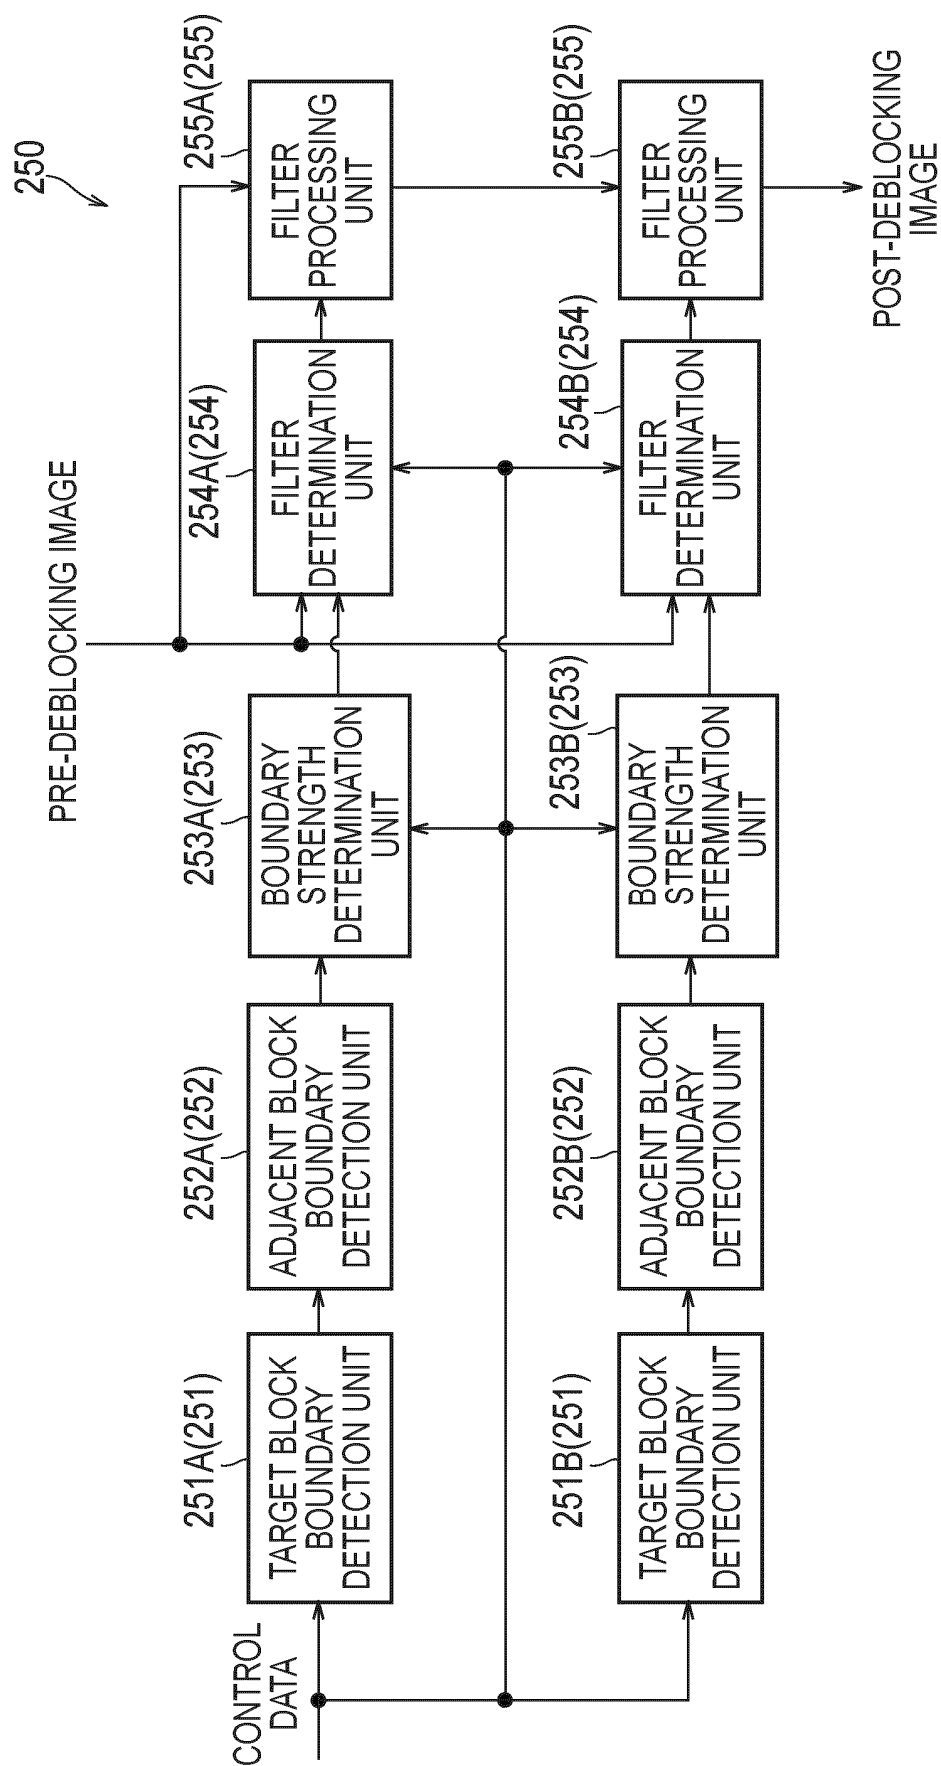 250
PRE-DEBLOCKING IMAGE
CONTROL
DATA
251A(251)
TARGET BLOCK
BOUNDARY
DETECTION UNIT
252A(252)
ADJACENT BLOCK
BOUNDARY
DETECTION UNIT
253A(253)
BOUNDARY
STRENGTH
DETERMINATION
UNIT
254A(254)
FILTER
DETERMINATION
UNIT
255A(255)
FILTER
PROCESSING
UNIT
251B(251)
TARGET BLOCK
BOUNDARY
DETECTION UNIT
252B(252)
ADJACENT BLOCK
BOUNDARY
DETECTION UNIT
253B(253)
BOUNDARY
STRENGTH
DETERMINATION
UNIT
254B(254)
FILTER
DETERMINATION
UNIT
255B(255)
FILTER
PROCESSING
UNIT
POST-DEBLOCKING
IMAGE